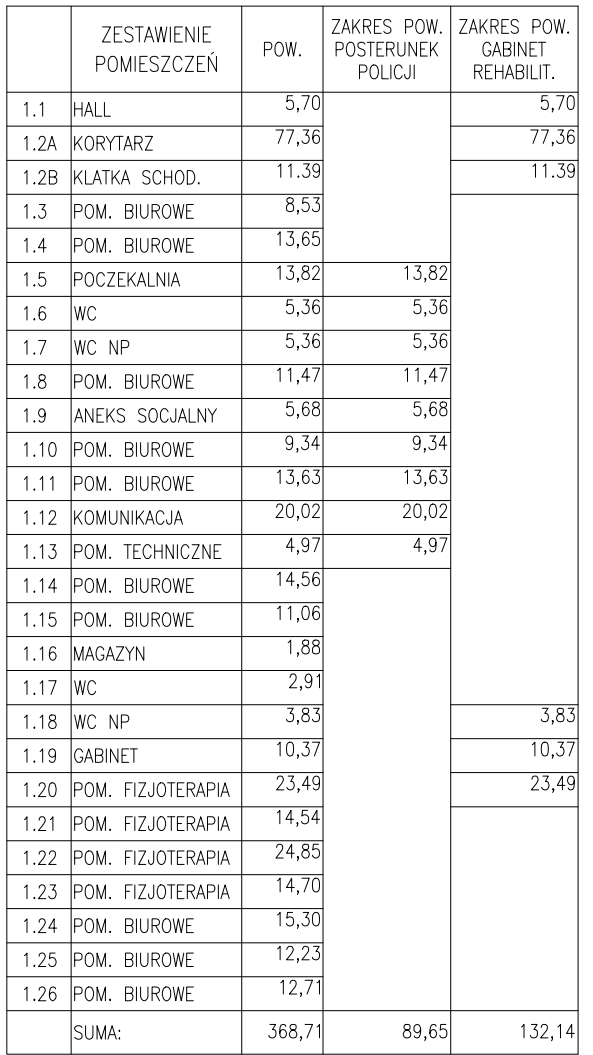 ZESTAWIENIE POMIESZCZEŃ POW. ZAKRES POW. POSTERUNEK POLICJI ZAKRES POW. GABINET REHABILIT.
1.1 HALL 5,70 5,70
1.2A KORYTARZ 77,36 77,36
1.2B KLATKA SCHOD. 11.39 11.39
1.3 POM. BIUROWE 8,53
1.4 POM. BIUROWE 13,65
1.5 POCZEKALNIA 13,82 13,82
1.6 WC 5,36 5,36
1.7 WC NP 5,36 5,36
1.8 POM. BIUROWE 11,47 11,47
1.9 ANEKS SOCJALNY 5,68 5,68
1.10 POM. BIUROWE 9,34 9,34
1.11 POM. BIUROWE 13,63 13,63
1.12 KOMUNIKACJA 20,02 20,02
1.13 POM. TECHNICZNE 4,97 4,97
1.14 POM. BIUROWE 14,56
1.15 POM. BIUROWE 11,06
1.16 MAGAZYN 1,88
1.17 WC 2,91
1.18 WC NP 3,83 3,83
1.19 GABINET 10,37 10,37
1.20 POM. FIZJOTERAPIA 23,49 23,49
1.21 POM. FIZJOTERAPIA 14,54
1.22 POM. FIZJOTERAPIA 24,85
1.23 POM. FIZJOTERAPIA 14,70
1.24 POM. BIUROWE 15,30
1.25 POM. BIUROWE 12,23
1.26 POM. BIUROWE 12,71
SUMA: 368,71 89,65 132,14